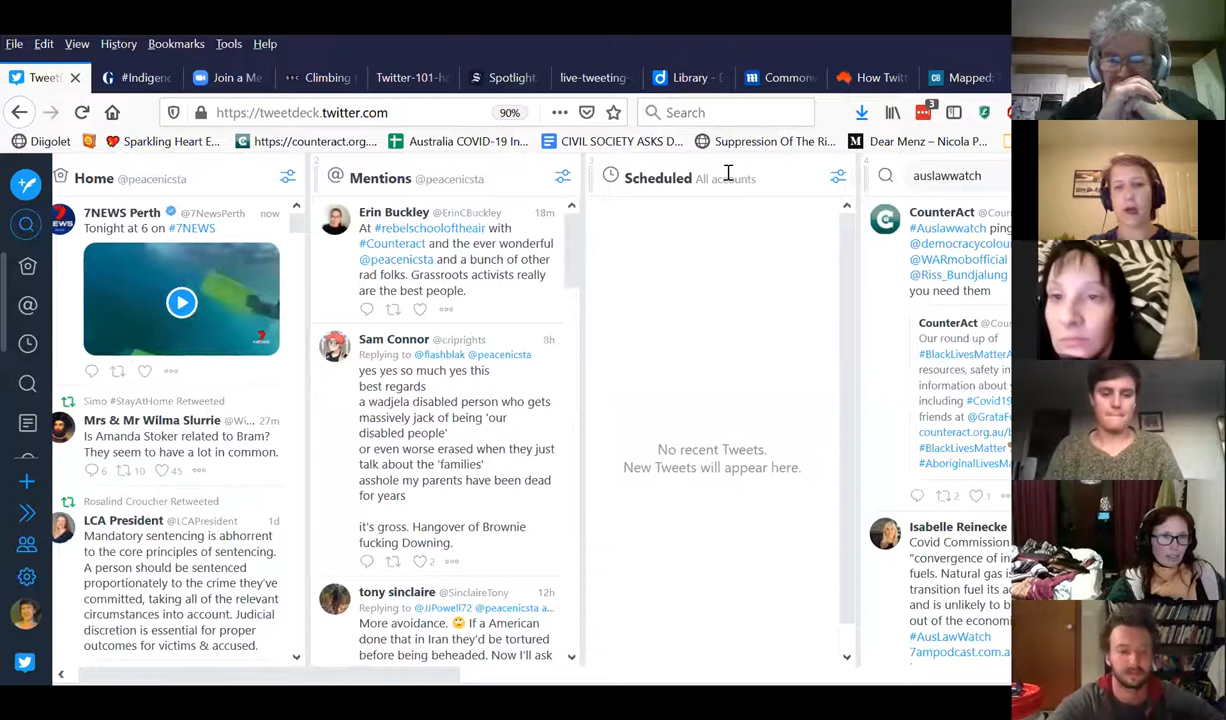 File Edit View History Bookmarks Tools Help
Tweet
#Indigen
Join a Me
Climbing
Twitter-101-h
Spotlight
live-tweeting-
Library -
Common
How Twit
Mapped:
https://tweetdeck.twitter.com
90%
Search
3
Diigolet
Sparkling Heart E...
https://counteract.org....
Australia COVID-19 In...
CIVIL SOCIETY ASKS D...
Suppression Of The Ri...
Dear Menz – Nicola P...
Home @peacenicsta
7NEWS Perth @7NewsPerth now
Tonight at 6 on #7NEWS
Simo #StayAtHome Retweeted
Mrs & Mr Wilma Slurrie @Wi... 27m
Is Amanda Stoker related to Bram?
They seem to have a lot in common.
6 10 45
Rosalind Croucher Retweeted
LCA President @LCAPresident 1d
Mandatory sentencing is abhorrent
to the core principles of sentencing.
A person should be sentenced
proportionately to the crime they've
committed, taking all of the relevant
circumstances into account. Judicial
discretion is essential for proper
outcomes for victims & accused.
2
Mentions @peacenicsta
Erin Buckley @ErinCBuckley 18m
At #rebelschooloftheair with
#Counteract and the ever wonderful
@peacenicsta and a bunch of other
rad folks. Grassroots activists really
are the best people.
Sam Connor @criprights 8h
Replying to @flashblak @peacenicsta
yes yes so much yes this
best regards
a wadjela disabled person who gets
massively jack of being 'our
disabled people'
or even worse erased when they just
talk about the 'families'
asshole my parents have been dead
for years
it's gross. Hangover of Brownie
fucking Downing.
2
tony sinclaire @SinclaireTony 12h
Replying to @JJPowell72 @peacenicsta a...
More avoidance. 🙄 If a American
done that in Iran they'd be tortured
before being beheaded. Now I'll ask
3
Scheduled All accounts
No recent Tweets.
New Tweets will appear here.
4
auslawwatch
CounterAct @Cou
#Auslawwatch ping
@democracycolou
@WARmobofficial
@Riss_Bundjalung
you need them
CounterAct @Co
Our round up of
#BlackLivesMatterA
resources, safety in
information about
including #Covid19
friends at @GrataFu
counteract.org.au/b
#BlackLivesMatter
#AboriginalLivesMa
2 1
Isabelle Reinecke
Covid Commission
"convergence of in
fuels. Natural gas is
transition fuel its a
and is unlikely to b
out of the econom
#AusLawWatch
7ampodcast.com.a